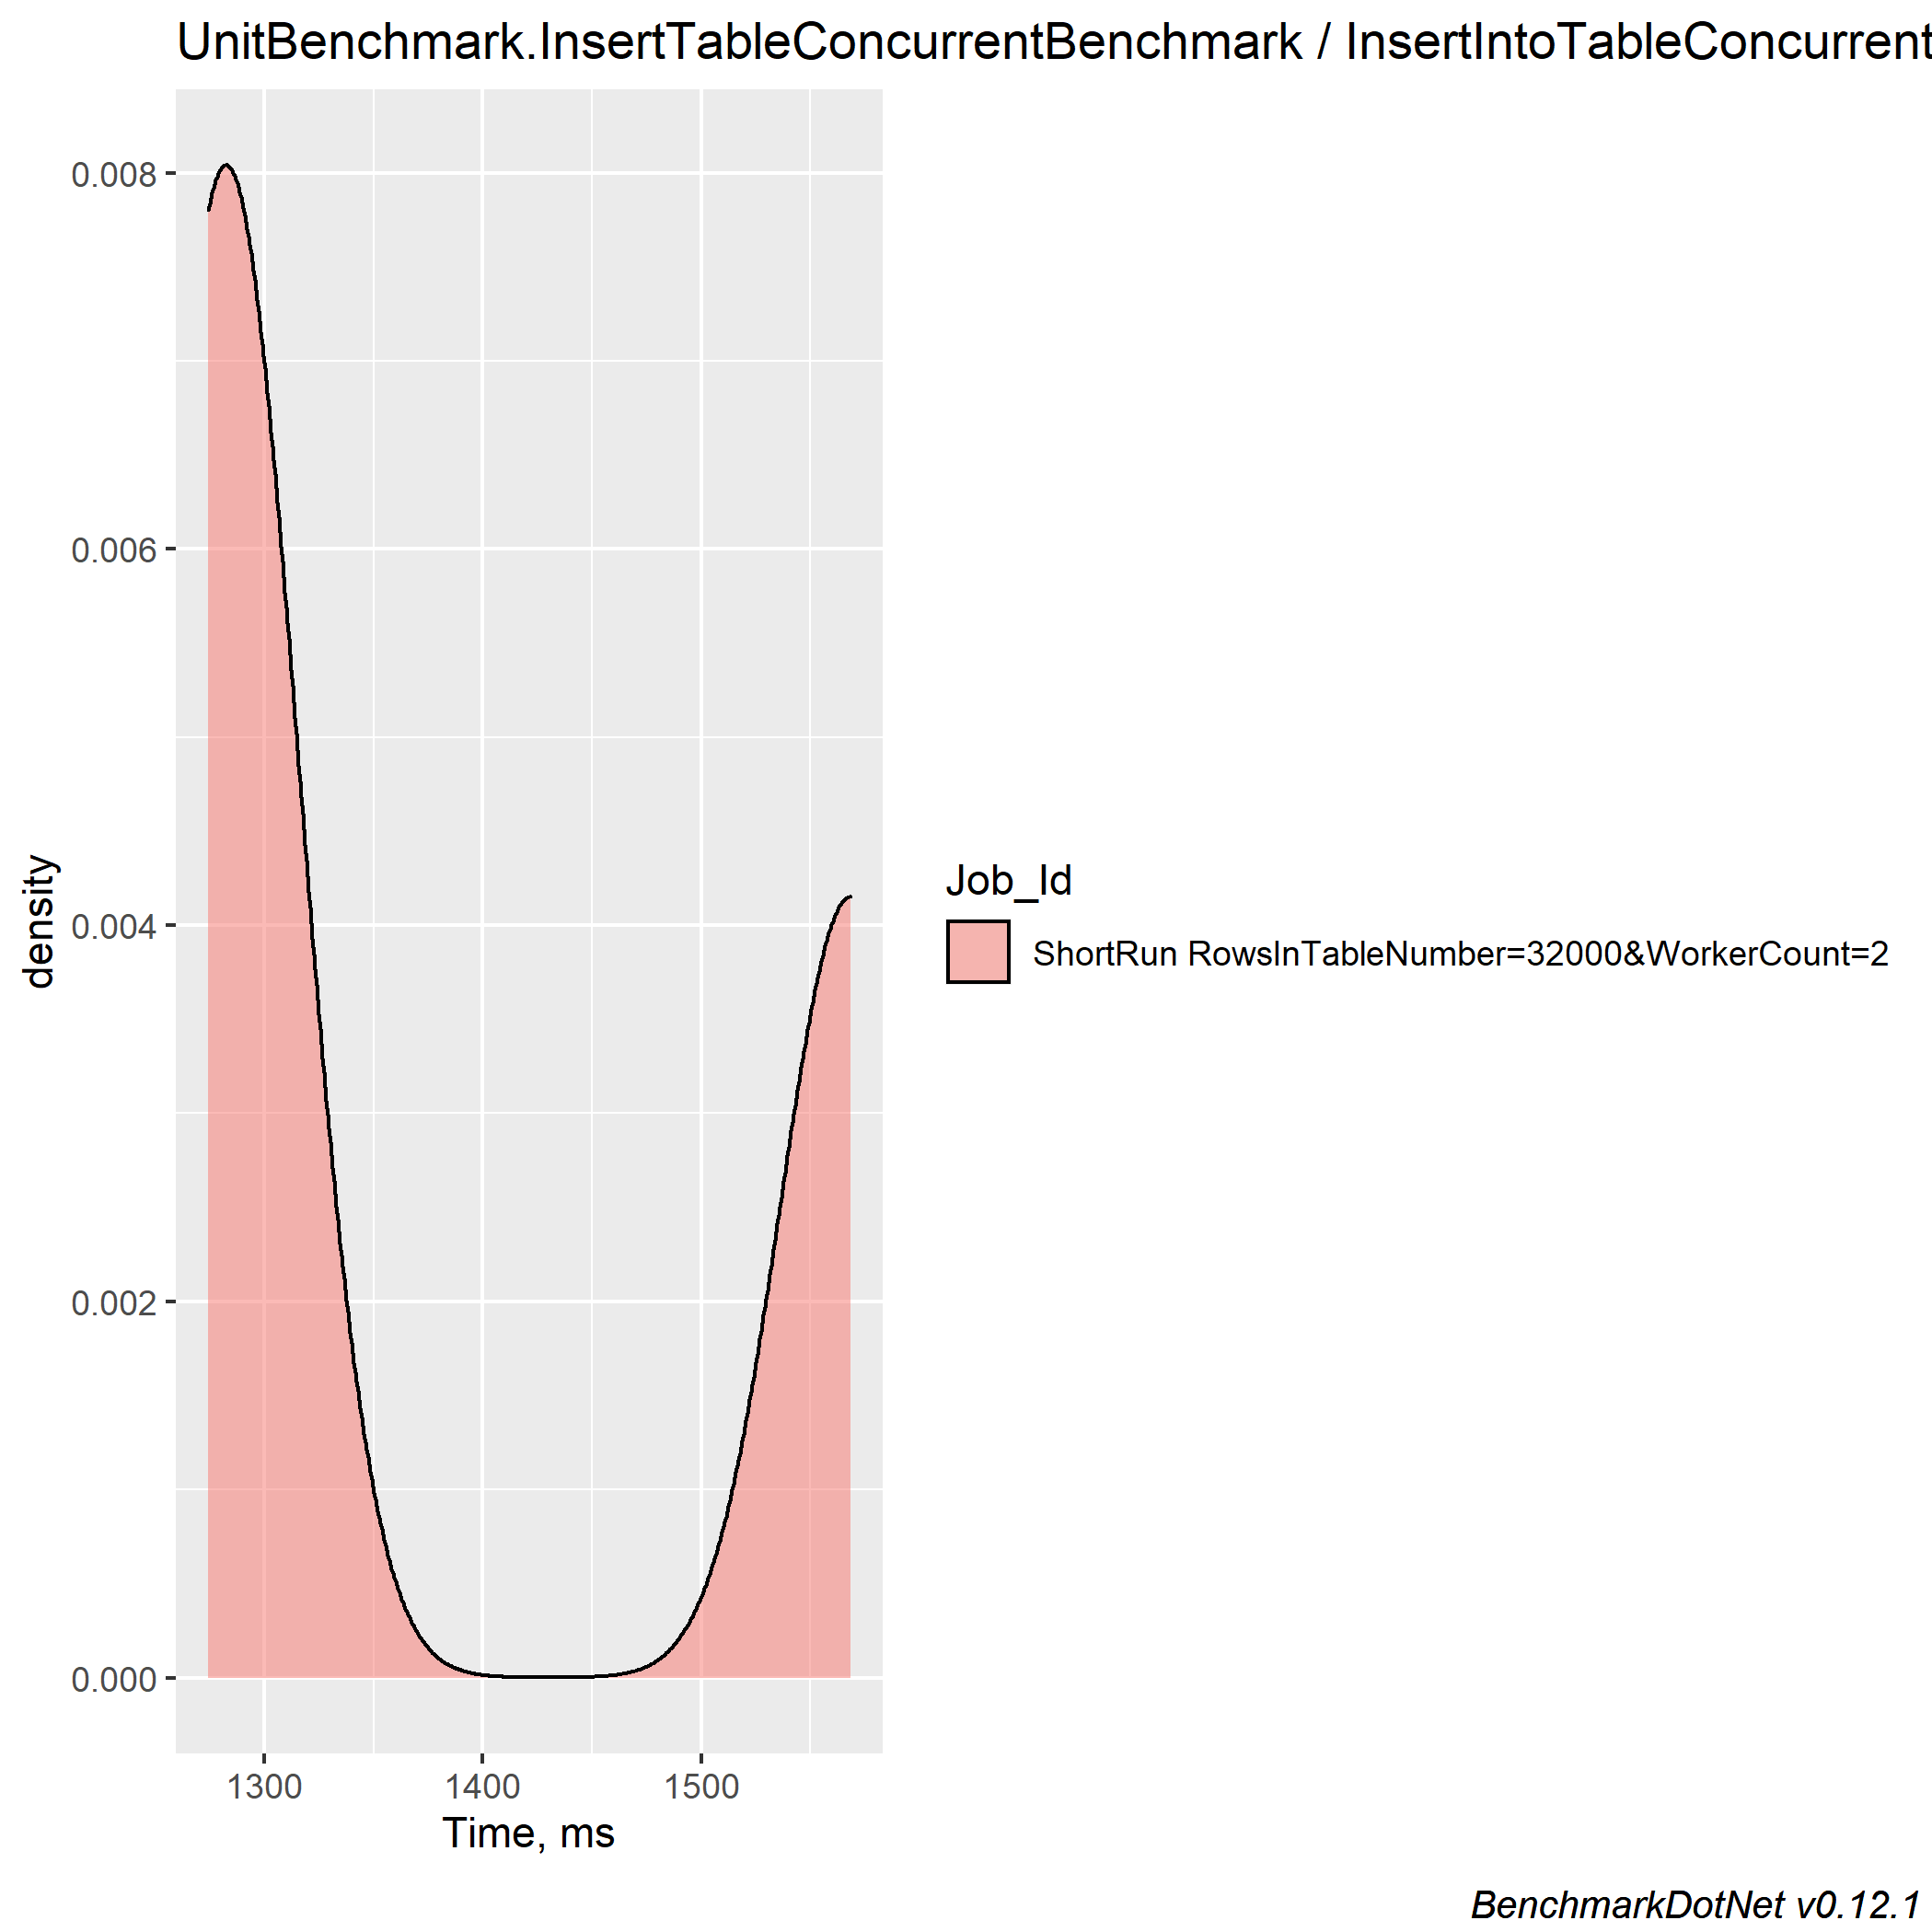 UnitBenchmark.InsertTableConcurrentBenchmark / InsertIntoTableConcurrent
0.008
0.006
0.004
0.002
0.000
density
1300 1400 1500
Time, ms
Job_Id
ShortRun RowsInTableNumber=32000&WorkerCount=2
BenchmarkDotNet v0.12.1